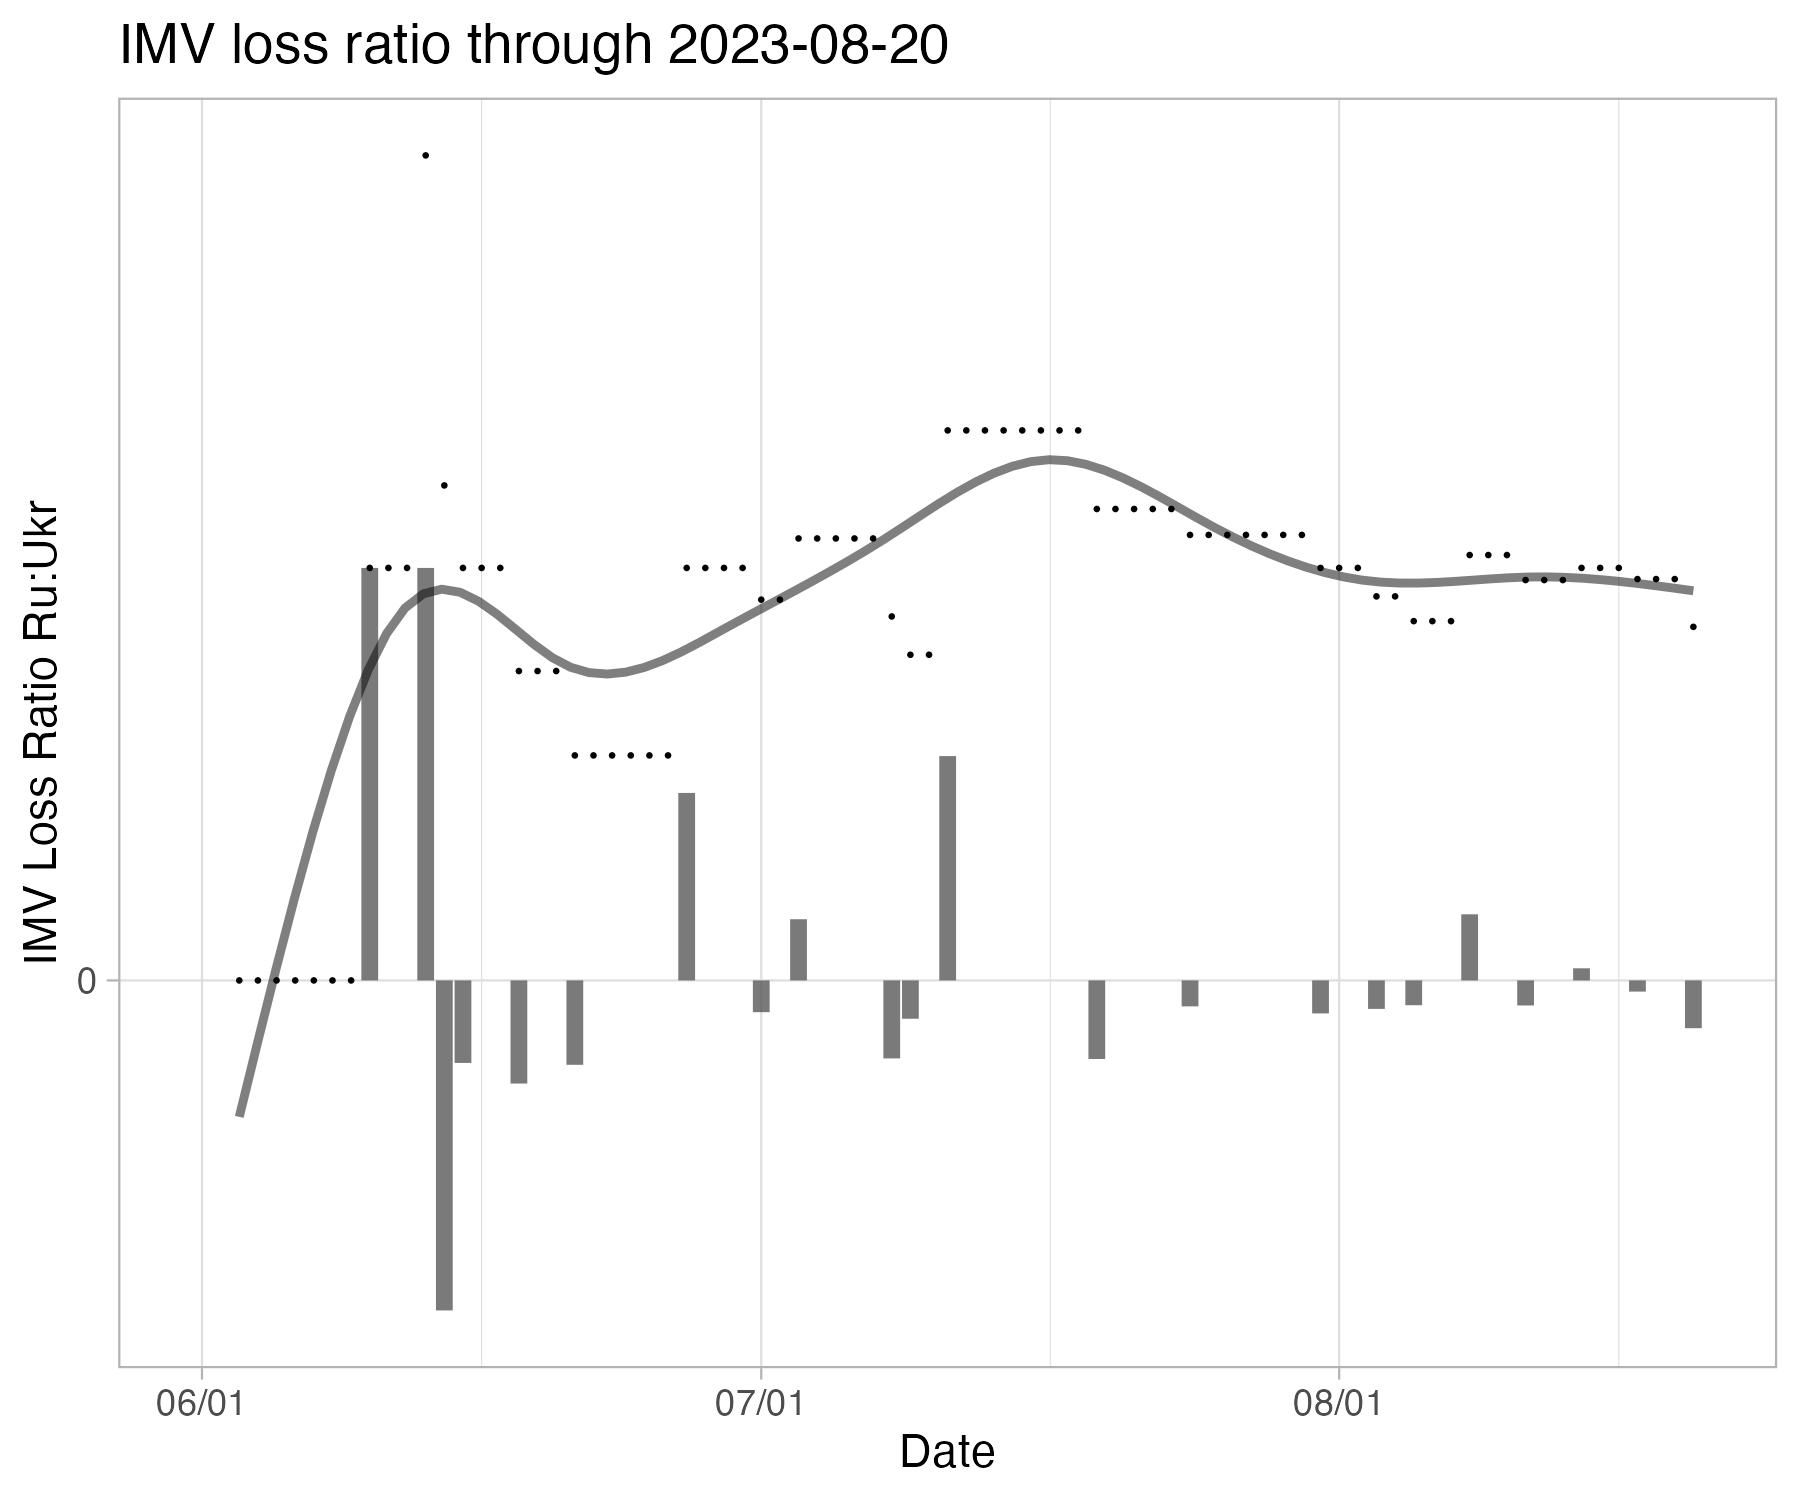 IMV loss ratio through 2023-08-20
IMV Loss Ratio Ru:Ukr
0
06/01
07/01
08/01
Date